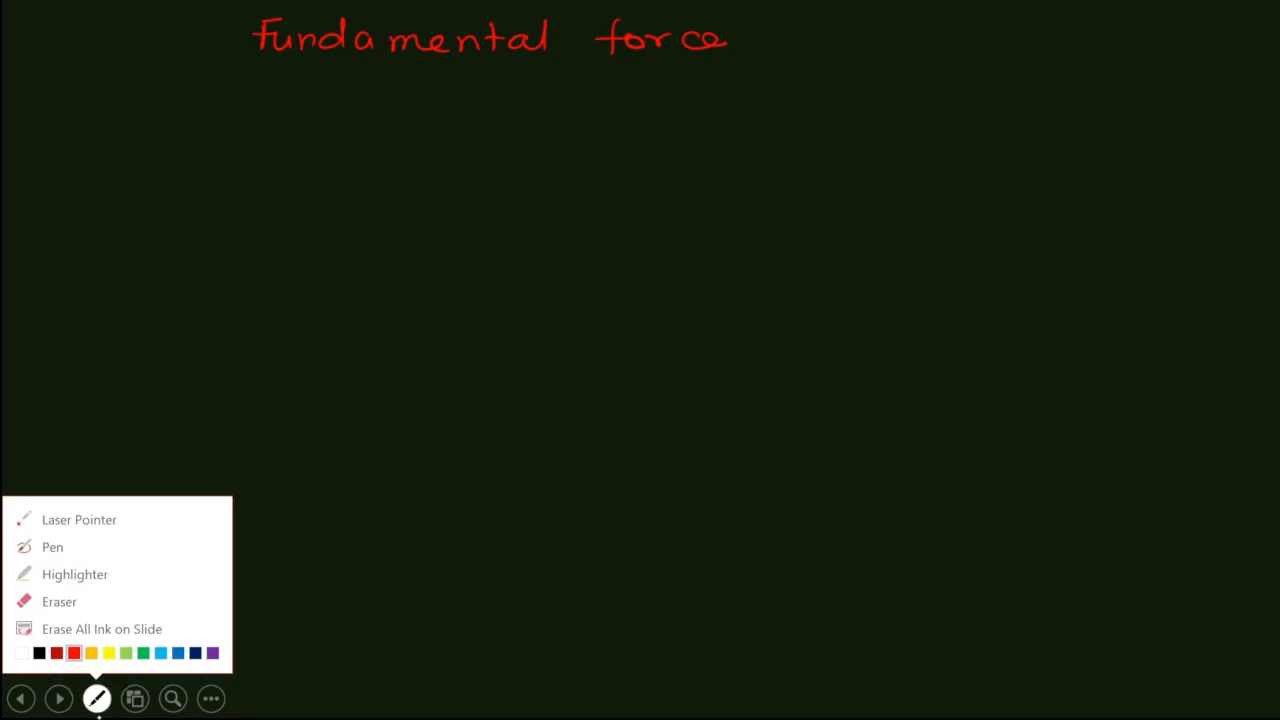 Fundamental force
Laser Pointer
Pen
Highlighter
Eraser
Erase All Ink on Slide